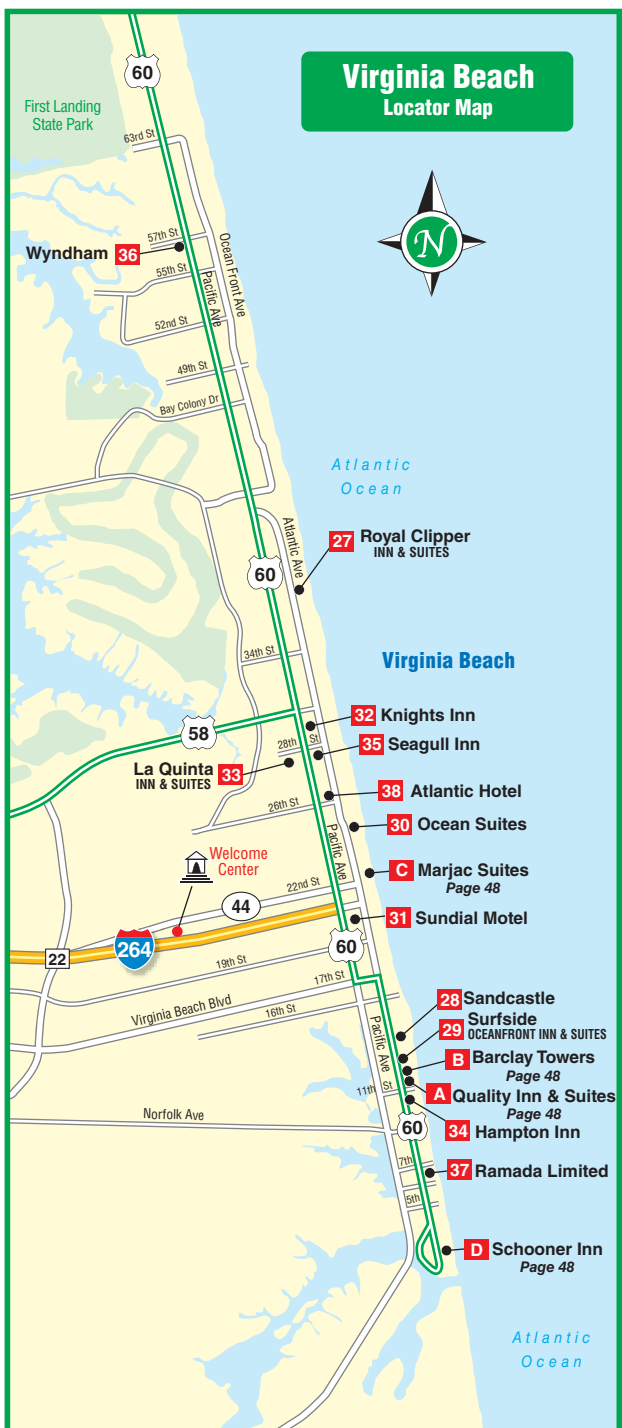 Virginia Beach
Locator Map
60
First Landing
State Park
63rd St
N
57th St
Wyndham 36
Ocean Front Ave
55th St
Pacific Ave
52nd St
49th St
Bay Colony Dr
Atlantic
Ocean
Atlantic Ave
27 Royal Clipper
INN & SUITES
60
34th St
Virginia Beach
32 Knights Inn
58
28th St
35 Seagull Inn
La Quinta 33
INN & SUITES
38 Atlantic Hotel
26th St
30 Ocean Suites
Pacific Ave
Welcome
Center
C Marjac Suites
Page 48
22nd St
44
31 Sundial Motel
264
60
22
19th St
17th St
28 Sandcastle
Virginia Beach Blvd
16th St
29 Surfside
OCEANFRONT INN & SUITES
Pacific Ave
B Barclay Towers
Page 48
11th St
A Quality Inn & Suites
Page 48
Norfolk Ave
60
34 Hampton Inn
7th
37 Ramada Limited
5th
D Schooner Inn
Page 48
Atlantic
Ocean